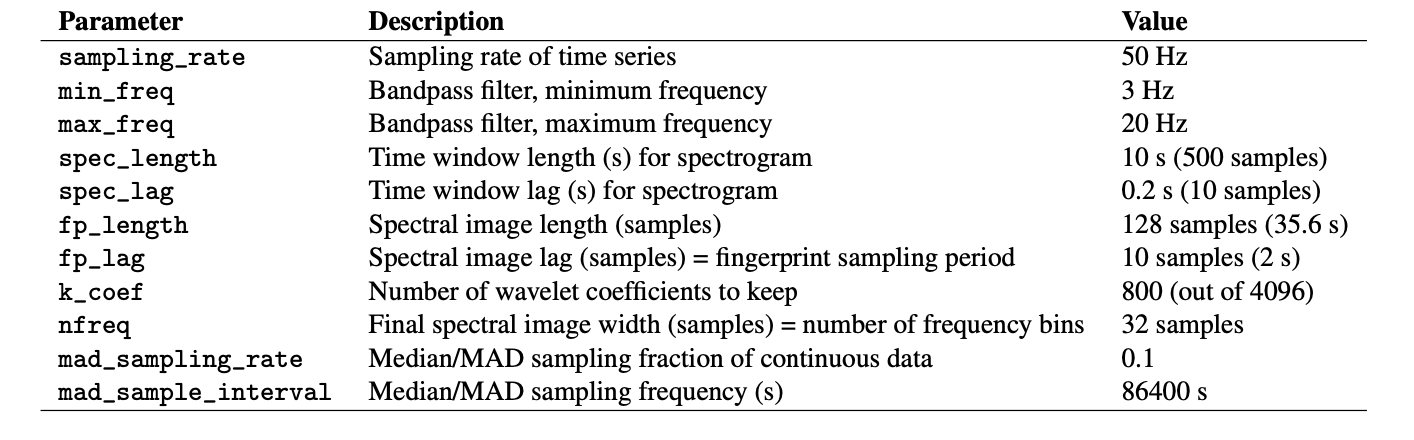 Parameter Description Value
sampling_rate Sampling rate of time series 50 Hz
min_freq Bandpass filter, minimum frequency 3 Hz
max_freq Bandpass filter, maximum frequency 20 Hz
spec_length Time window length (s) for spectrogram 10 s (500 samples)
spec_lag Time window lag (s) for spectrogram 0.2 s (10 samples)
fp_length Spectral image length (samples) 128 samples (35.6 s)
fp_lag Spectral image lag (samples) = fingerprint sampling period 10 samples (2 s)
k_coef Number of wavelet coefficients to keep 800 (out of 4096)
nfreq Final spectral image width (samples) = number of frequency bins 32 samples
mad_sampling_rate Median/MAD sampling fraction of continuous data 0.1
mad_sample_interval Median/MAD sampling frequency (s) 86400 s